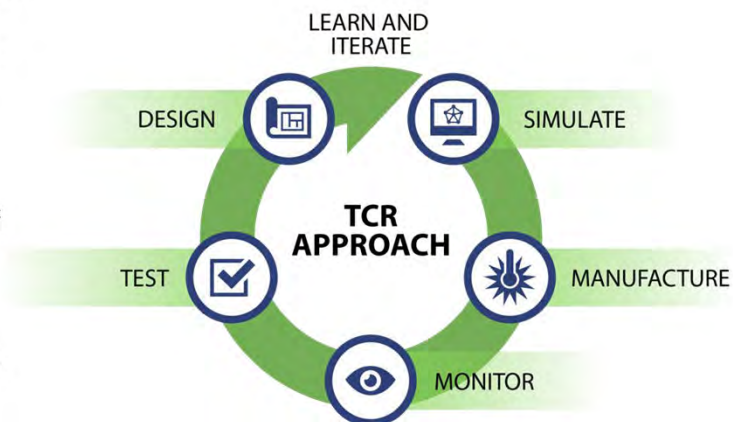 LEARN AND
ITERATE
DESIGN
SIMULATE
TCR
APPROACH
TEST
MANUFACTURE
MONITOR